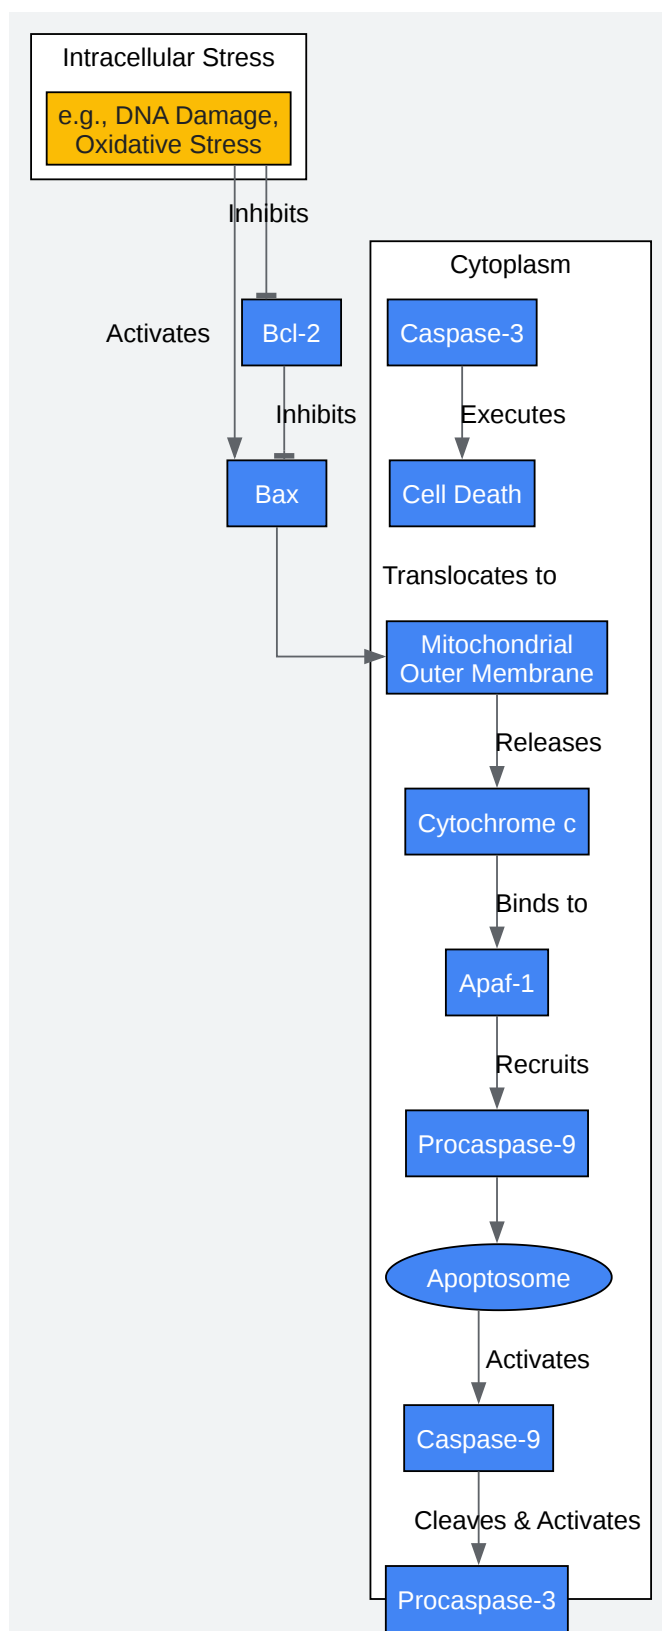 Intracellular Stress
e.g., DNA Damage,
Oxidative Stress
Inhibits
Cytoplasm
Activates
Bcl-2
Caspase-3
Inhibits
Executes
Bax
Cell Death
Translocates to
Mitochondrial
Outer Membrane
Releases
Cytochrome c
Binds to
Apaf-1
Recruits
Procaspase-9
Apoptosome
Activates
Caspase-9
Cleaves & Activates
Procaspase-3